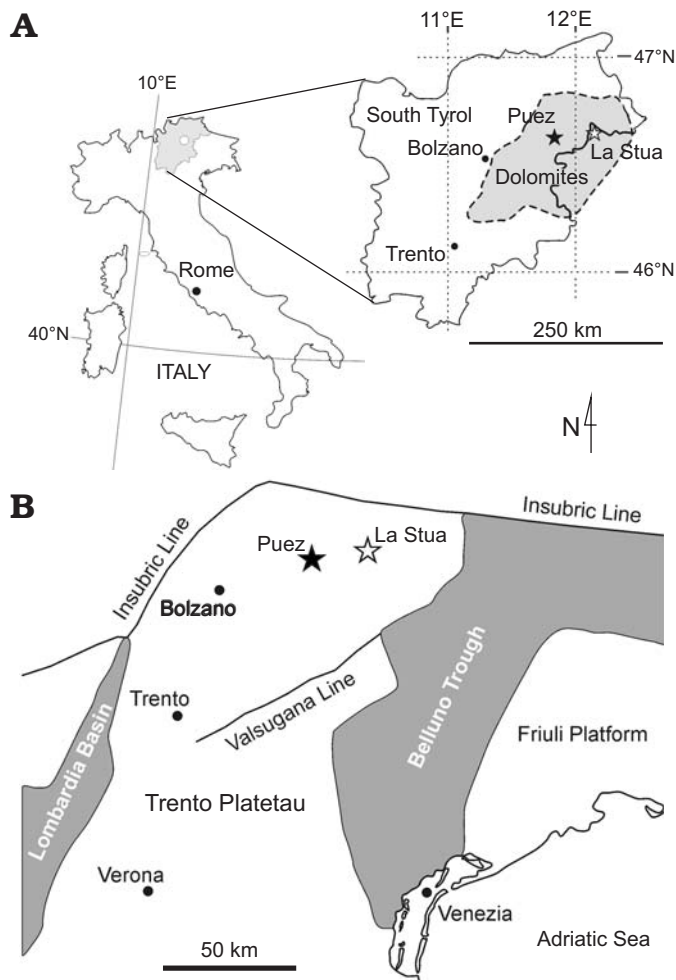 A
10°E
40°N
Rome
ITALY
11°E
12°E
47°N
South Tyrol
Puez
Bolzano
La Stua
Dolomites
Trento
46°N
250 km
N
B
Insubric Line
Insubric Line
Puez
La Stua
Bolzano
Trento
Valsugana Line
Lombardia Basin
Belluno Trough
Friuli Platform
Trento Platetau
Verona
Venezia
Adriatic Sea
50 km